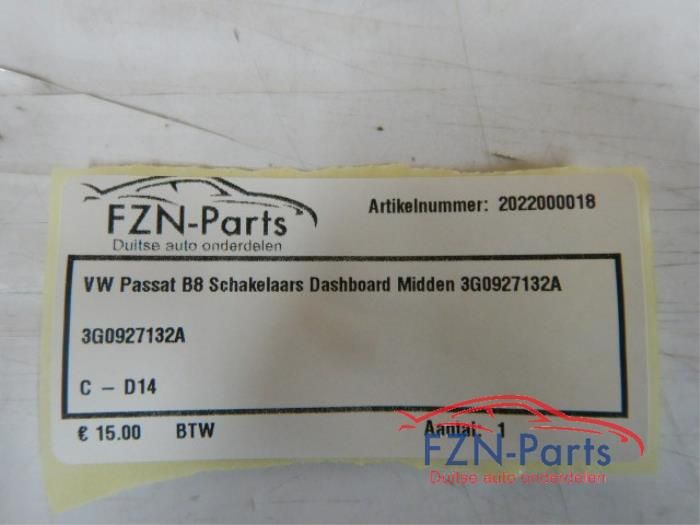 FZN-Parts
Duitse auto onderdelen
Artikelnummer: 2022000018
VW Passat B8 Schakelaars Dashboard Midden 3G0927132A
3G0927132A
C - D14
€ 15.00 BTW
Aantal: 1
FZN-Parts
Duitse auto onderdelen